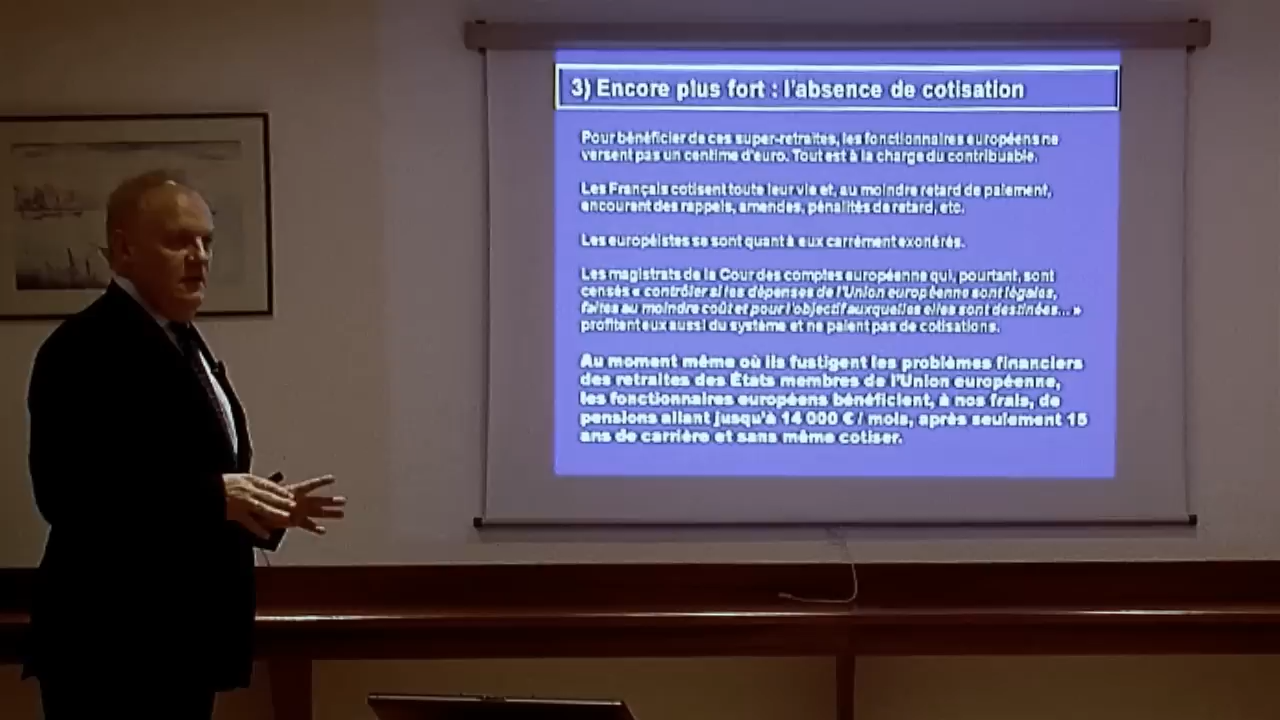 3) Encore plus fort : l'absence de cotisation
Pour bénéficier de ces super-retraites, les fonctionnaires européens ne
versent pas un centime d'euro. Tout est à la charge du contribuable.
Les Français cotisent toute leur vie et, au moindre retard de paiement,
encourent des rappels, amendes, pénalités de retard, etc.
Les européistes se sont quant à eux carrément exonérés.
Les magistrats de la Cour des comptes européenne qui, pourtant, sont
censés « contrôler si les dépenses de l'Union européenne sont légales,
faites au moindre coût et pour l'objectif auxquelles elles sont destinées... »
profitent eux aussi du système et ne paient pas de cotisations.
Au moment même où ils fustigent les problèmes financiers
des retraites des États membres de l'Union européenne,
les fonctionnaires européens bénéficient, à nos frais, de
pensions allant jusqu'à 14 000 € / mois, après seulement 15
ans de carrière et sans même cotiser.